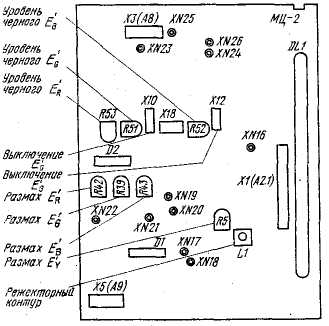 Уровень
черного E'B
Уровень
черного E'G
Уровень
черного E'R
Выключение
E'G
Выключение
E'B
Размах E'R
Размах E'G
Размах E'B
Размах E'Y
Режекторный
контур
X3(A8)
XN25
XN23
XN26
XN24
МЦ-2
DL1
R53
R51
X10
X18
R52
X12
D2
XN16
R42
R39
R43
XN19
X1(A2.1)
XN22
XN20
XN21
R5
D1
XN17
XN18
L1
X5(A9)